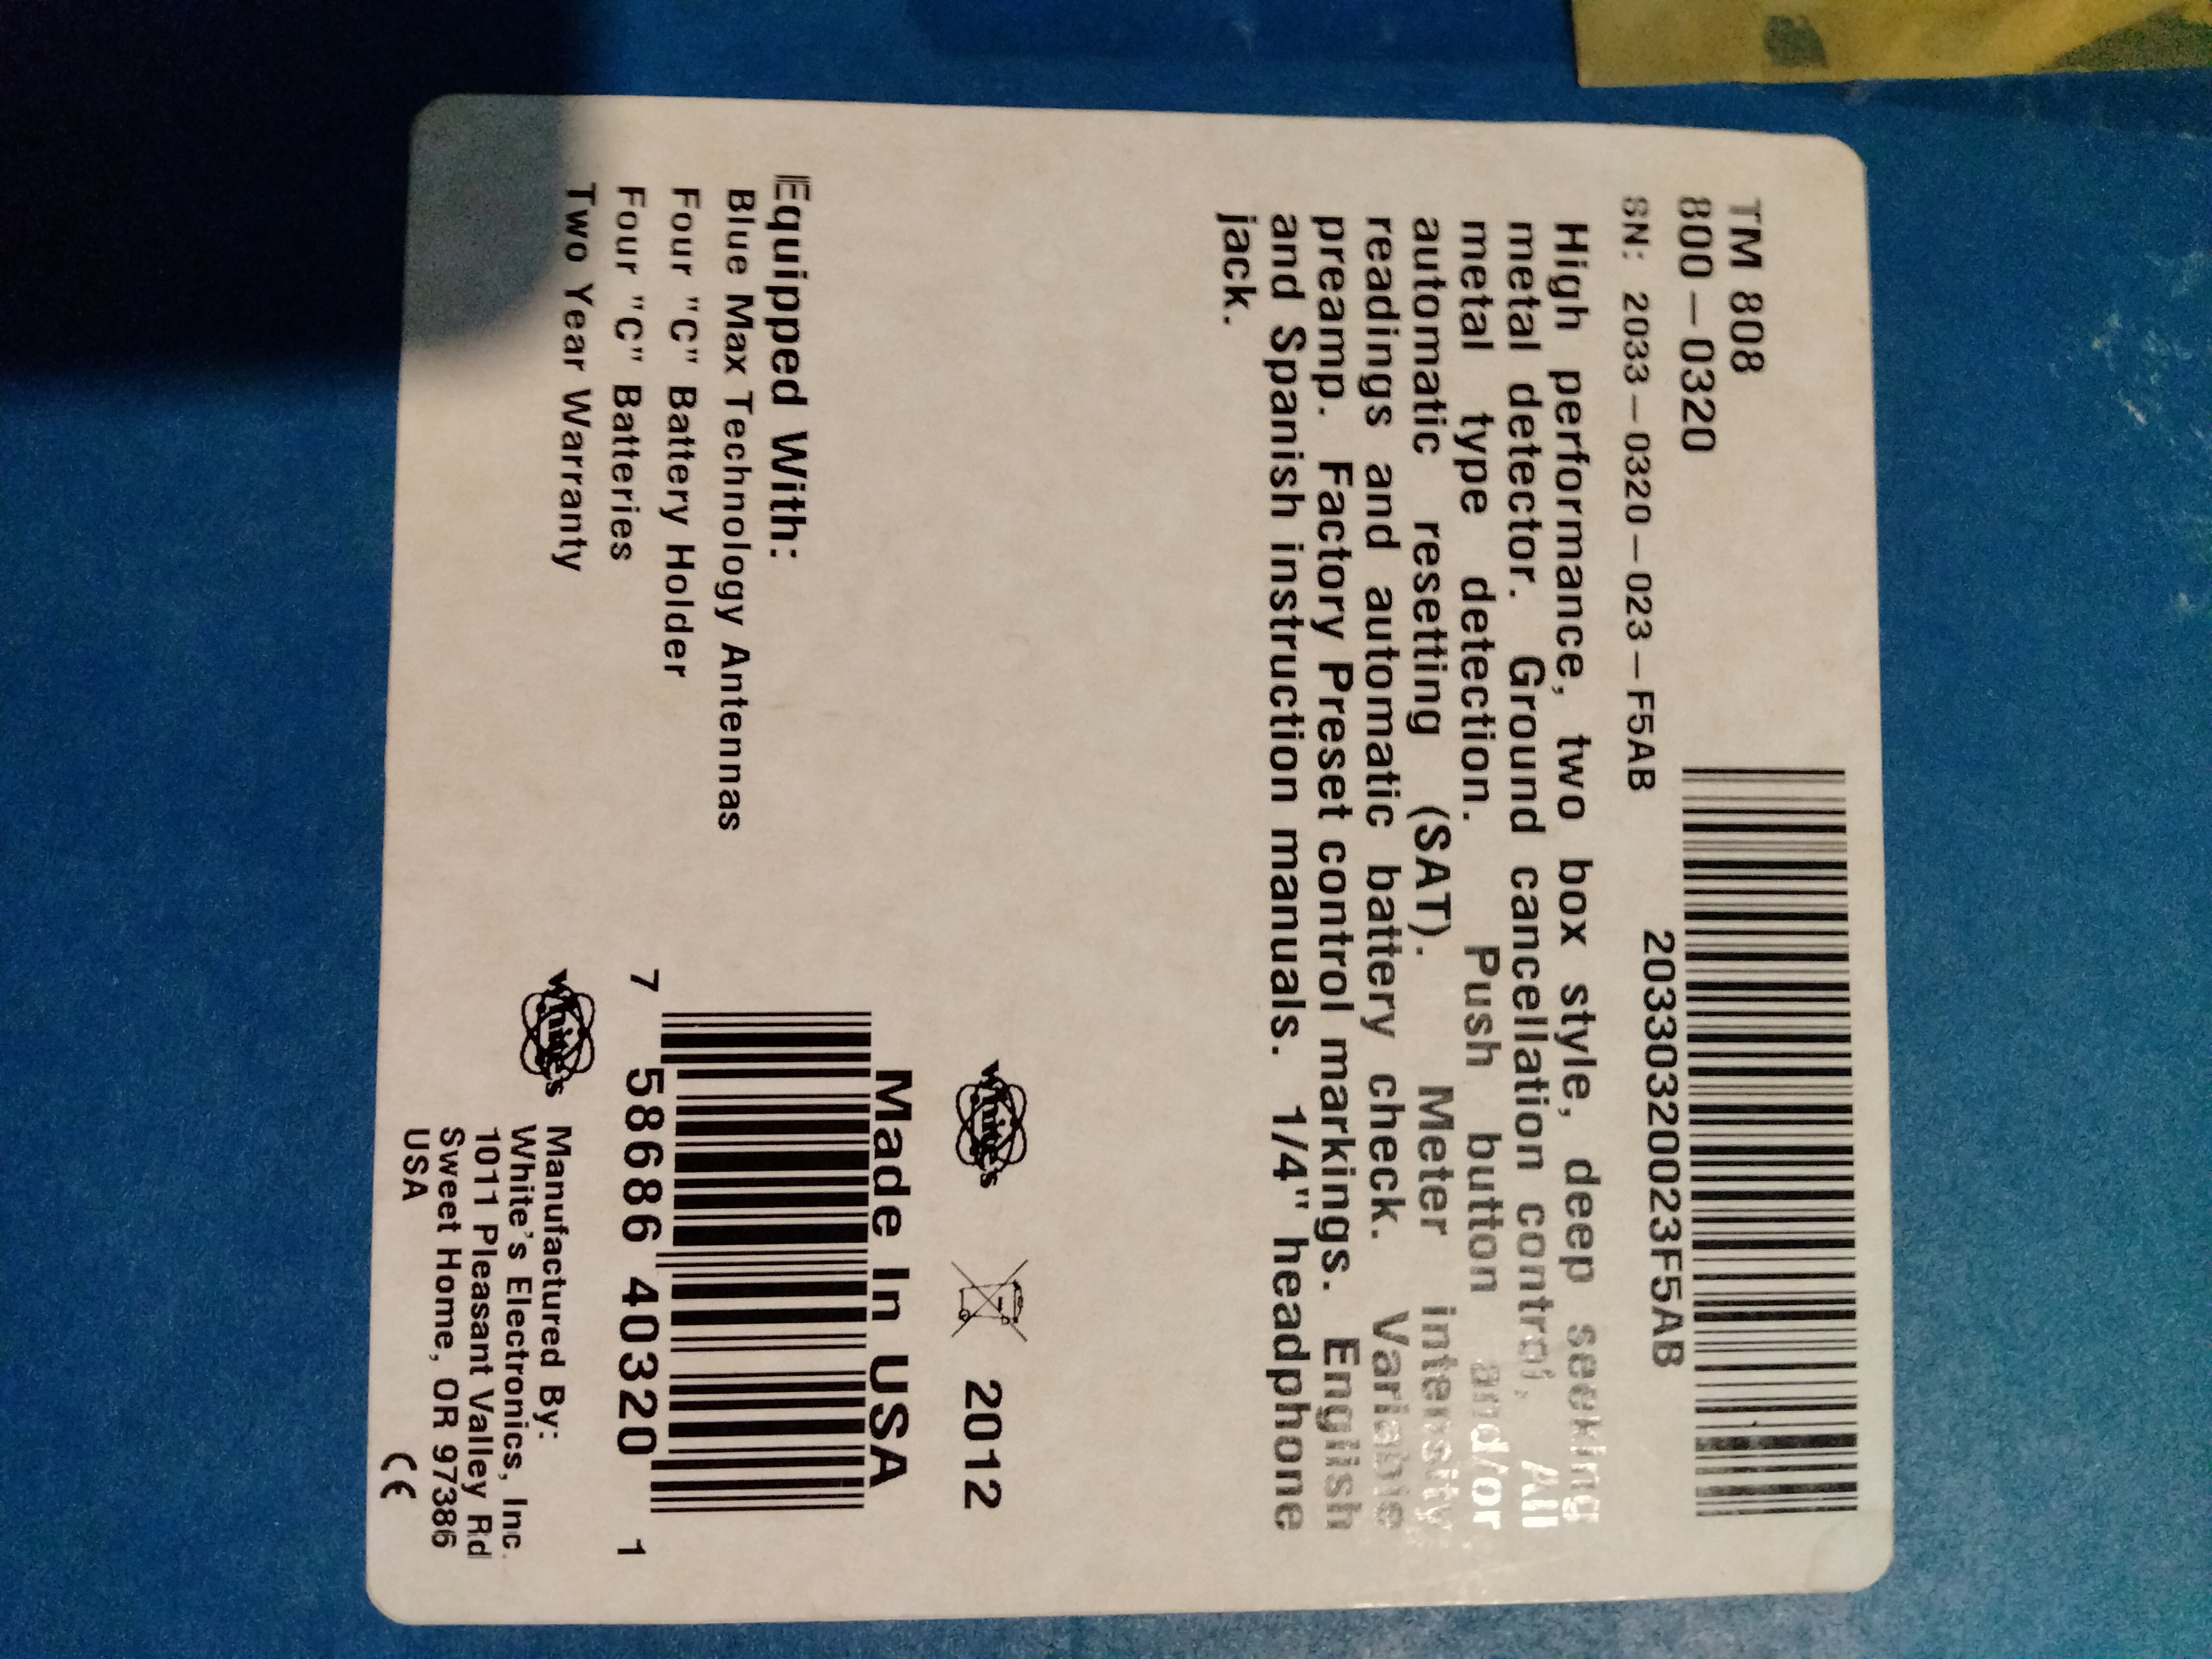 TM 808
800-0320
SN: 2033-0320-023-F5AB
20330320023F5AB
High performance, two box style, deep seeking
metal detector. Ground cancellation control, All
metal type detection. Push button and/or
automatic resetting (SAT). Meter intensity
readings and automatic battery check. Variable
preamp. Factory Preset control markings. English
and Spanish instruction manuals. 1/4" headphone
jack.
White's
2012
Equipped With:
Blue Max Technology Antennas
Four "C" Battery Holder
Four "C" Batteries
Two Year Warranty
Made In USA
7 58686 40320 1
White's
Manufactured By:
White's Electronics, Inc.
1011 Pleasant Valley Rd
Sweet Home, OR 97386
USA
CE